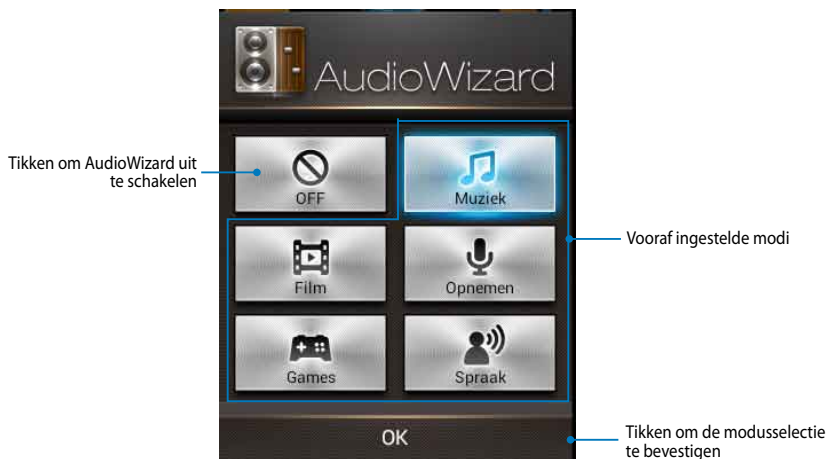 AudioWizard
Tikken om AudioWizard uit
te schakelen
OFF
Muziek
Vooraf ingestelde modi
Film
Opnemen
Games
Spraak
OK
Tikken om de modusselectie
te bevestigen